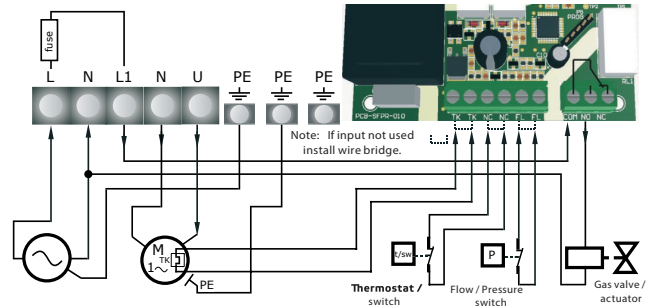 fuse
L N L1 N U PE PE PE
PCB-SFPR-010
TP2
P5
PROG
RL1
TK TK NC NC FL FL COM NO NC
Note: If input not used
install wire bridge.
M
TK
1~
PE
t/sw
P
Thermostat /
switch
Flow / Pressure
switch
Gas valve /
actuator